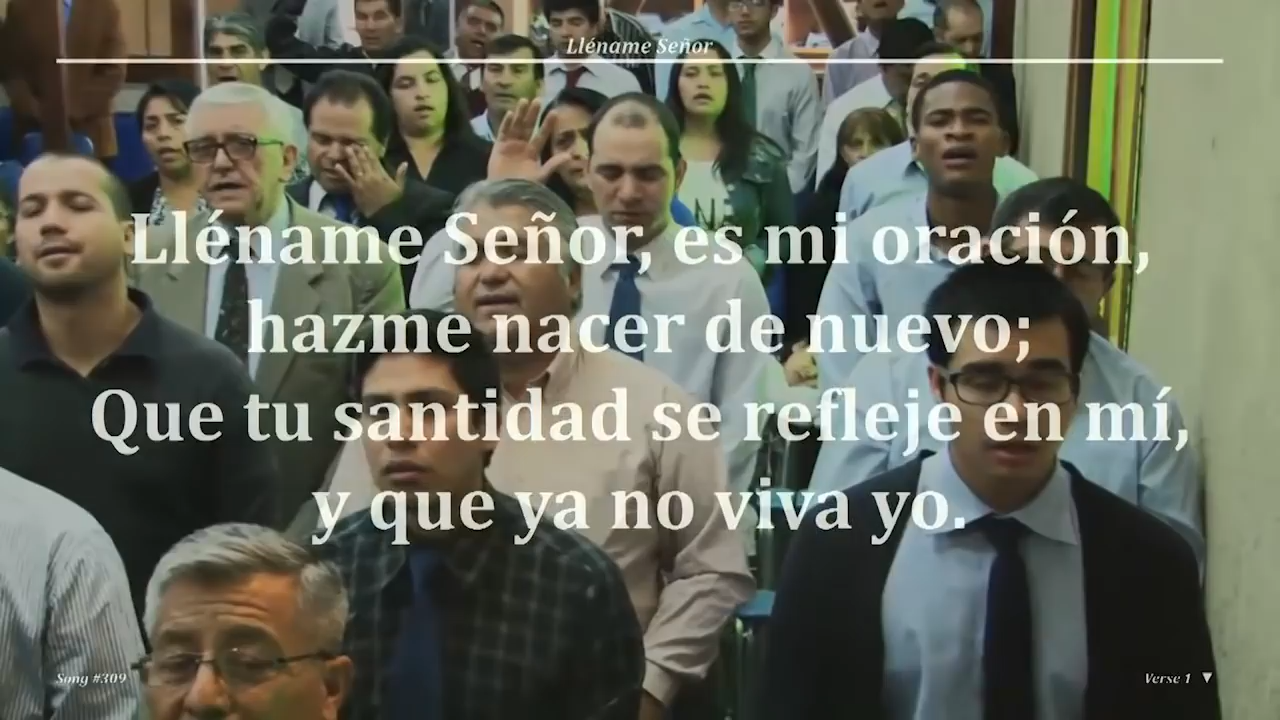 Lléname Señor
Lléname Señor, es mi oración,
hazme nacer de nuevo;
Que tu santidad se refleje en mí,
y que ya no viva yo.
Song #309
Verse 1 ▼